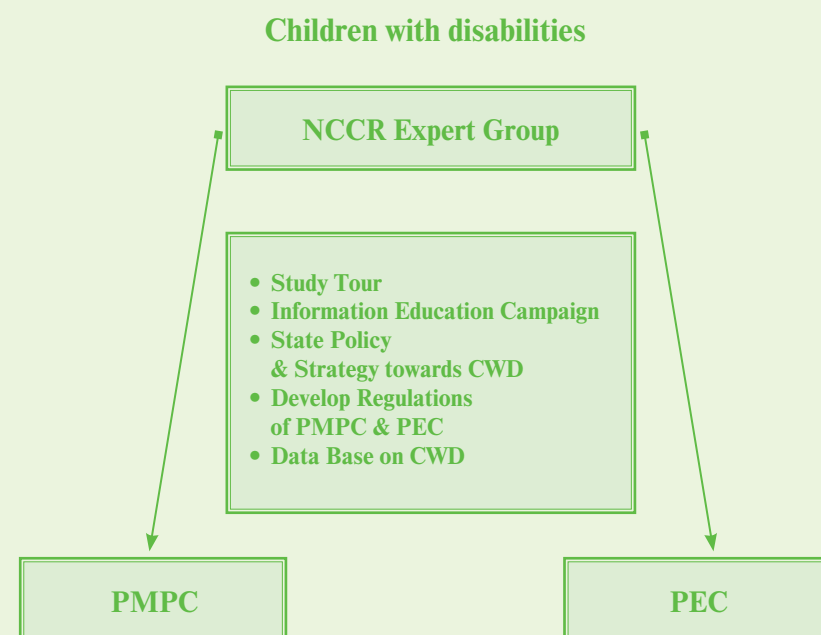 Children with disabilities
NCCR Expert Group
• Study Tour
• Information Education Campaign
• State Policy
& Strategy towards CWD
• Develop Regulations
of PMPC & PEC
• Data Base on CWD
PMPC
PEC